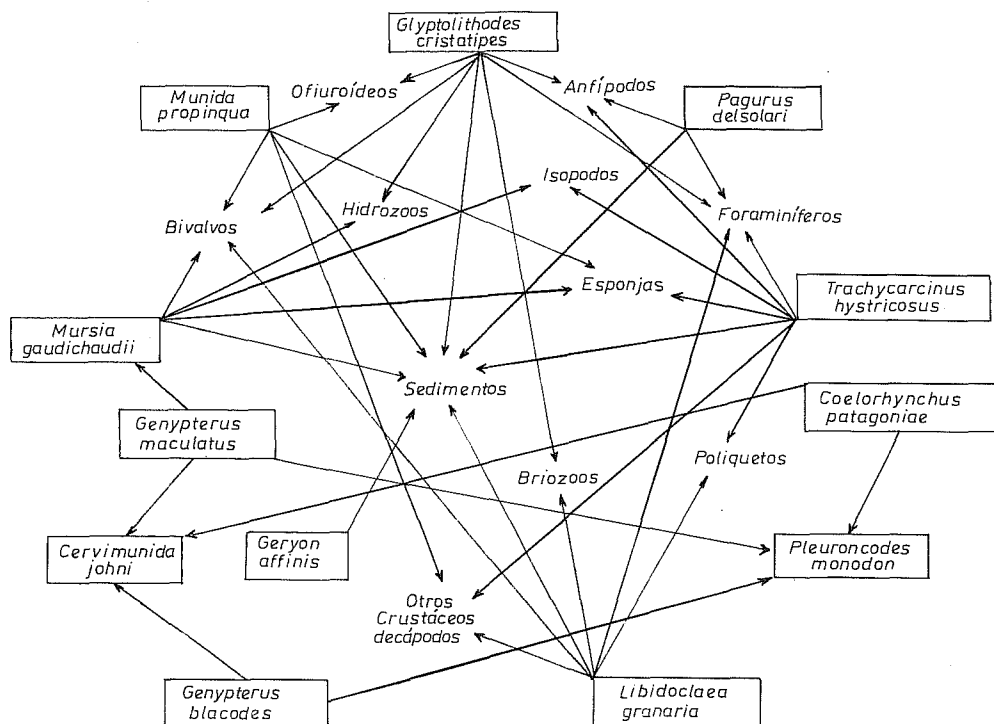 Glyptolithodes
cristatipes
Ofiuroídeos
Anfípodos
Munida
propinqua
Pagurus
delsolari
Isopodos
Bivalvos
Hidrozoos
Foraminíferos
Esponjas
Trachycarcinus
hystricosus
Mursia
gaudichaudii
Sedimentos
Genypterus
maculatus
Coelorhynchus
patagoniae
Briozoos
Poliquetos
Cervimunida
johni
Geryon
affinis
Pleuroncodes
monodon
Otros
Crustáceos
decápodos
Genypterus
blacodes
Libidoclaea
granaria